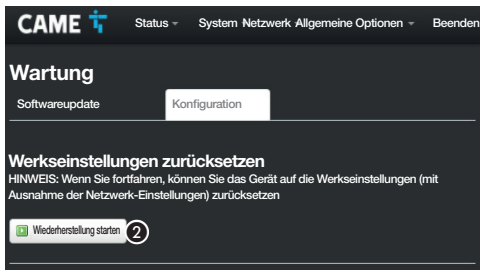 CAME Status System Netzwerk Allgemeine Optionen Beenden
Wartung
Softwareupdate Konfiguration
Werkseinstellungen zurücksetzen
HINWEIS: Wenn Sie fortfahren, können Sie das Gerät auf die Werkseinstellungen (mit
Ausnahme der Netzwerk-Einstellungen) zurücksetzen
Wiederherstellung starten 2